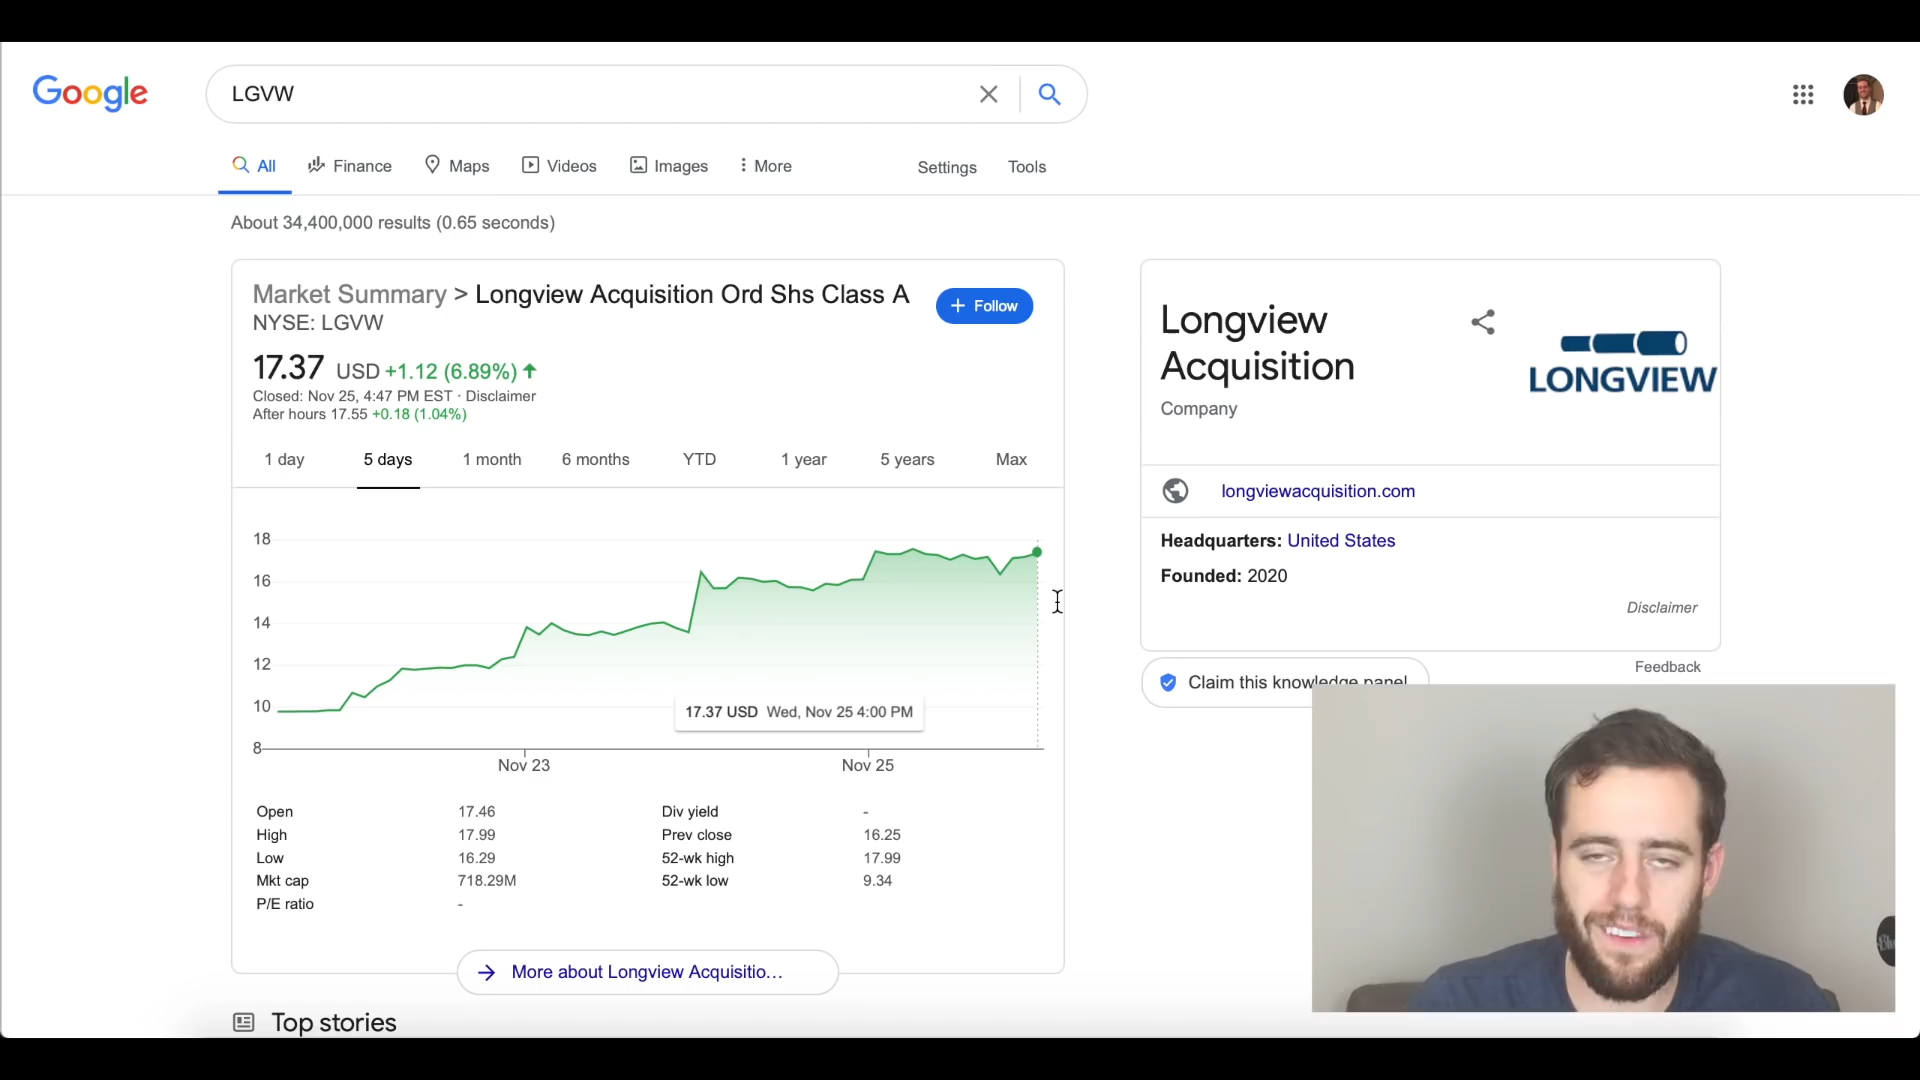 Google
LGVW
All
Finance
Maps
Videos
Images
More
Settings
Tools
About 34,400,000 results (0.65 seconds)
Market Summary > Longview Acquisition Ord Shs Class A
NYSE: LGVW
+ Follow
17.37 USD +1.12 (6.89%)
Closed: Nov 25, 4:47 PM EST · Disclaimer
After hours 17.55 +0.18 (1.04%)
1 day
5 days
1 month
6 months
YTD
1 year
5 years
Max
18
16
14
12
10
8
17.37 USD Wed, Nov 25 4:00 PM
Nov 23
Nov 25
Open 17.46
High 17.99
Low 16.29
Mkt cap 718.29M
P/E ratio -
Div yield -
Prev close 16.25
52-wk high 17.99
52-wk low 9.34
More about Longview Acquisitio…
Top stories
Longview
Acquisition
Company
LONGVIEW
longviewacquisition.com
Headquarters: United States
Founded: 2020
Disclaimer
Feedback
Claim this knowledge panel